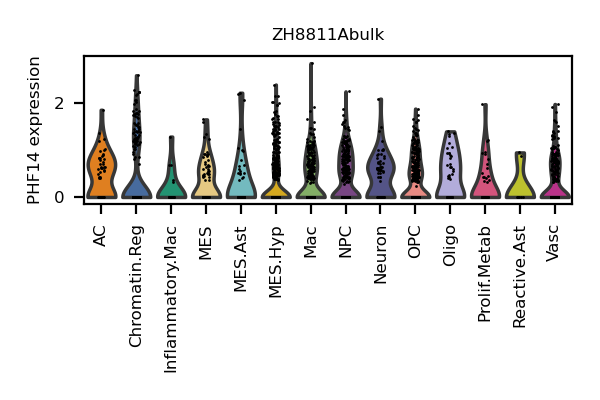 ZH8811Abulk
PHF14 expression
2
0
AC
Chromatin.Reg
Inflammatory.Mac
MES
MES.Ast
MES.Hyp
Mac
NPC
Neuron
OPC
Oligo
Prolif.Metab
Reactive.Ast
Vasc